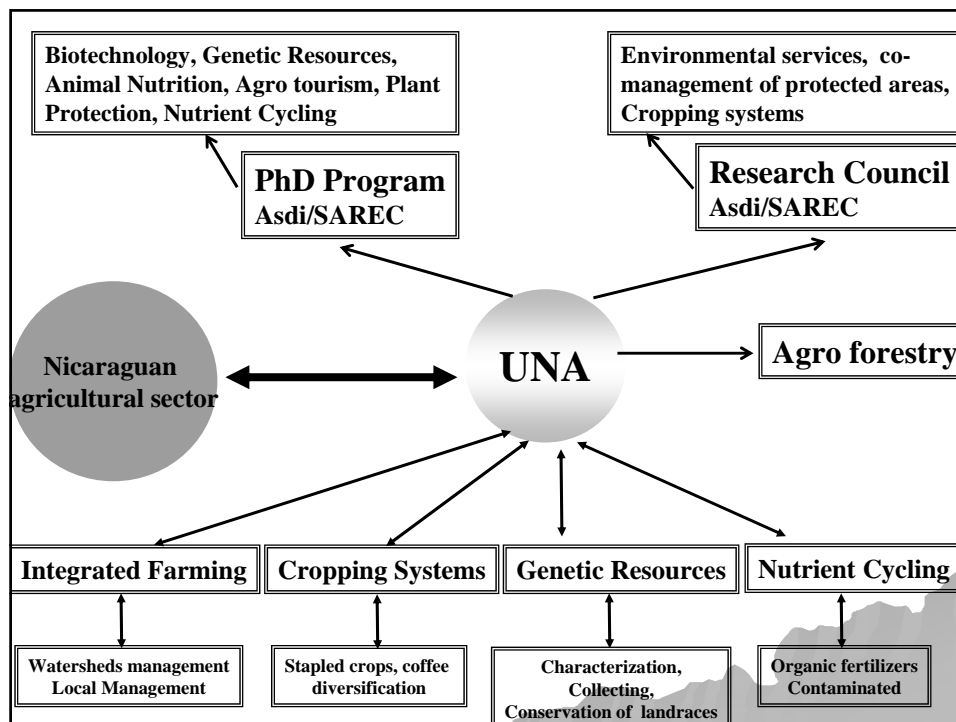 Biotechnology, Genetic Resources,
Animal Nutrition, Agro tourism, Plant
Protection, Nutrient Cycling
Environmental services,  co-
management of protected areas,
Cropping systems
PhD Program
Asdi/SAREC
Research Council
Asdi/SAREC
Nicaraguan
agricultural sector
UNA
Agro forestry
Integrated Farming
Cropping Systems
Genetic Resources
Nutrient Cycling
Watersheds management
Local Management
Stapled crops, coffee
diversification
Characterization,
Collecting,
Conservation of  landraces
Organic fertilizers
Contaminated